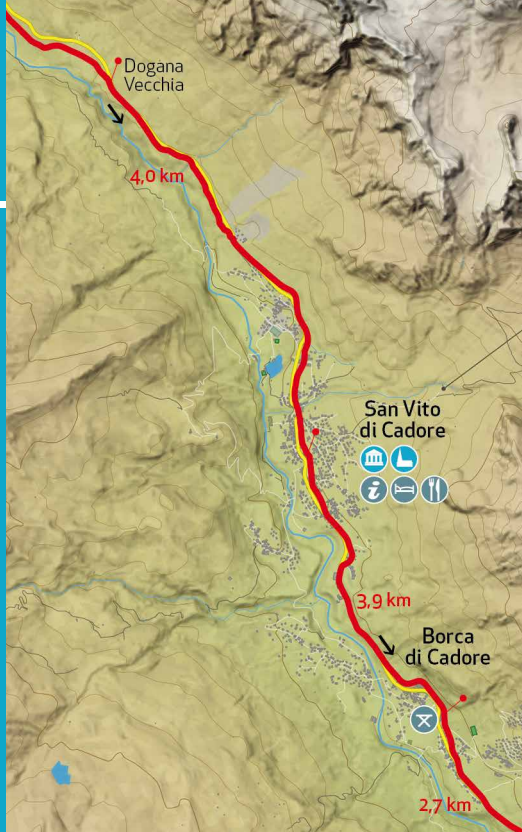 Dogana
Vecchia
4,0 km
San Vito
di Cadore
i
3,9 km
Borca
di Cadore
2,7 km